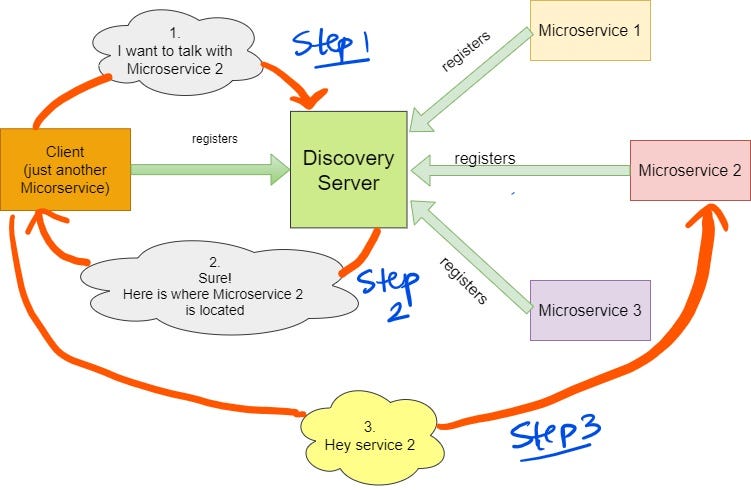 1.
I want to talk with
Microservice 2
Step 1
Microservice 1
registers
Client
(just another
Micorservice)
registers
Discovery
Server
registers
Microservice 2
2.
Sure!
Here is where Microservice 2
is located
Step
2
registers
Microservice 3
3.
Hey service 2
Step 3